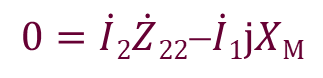 0 = İ₂Ż₂₂–İ₁jX_M